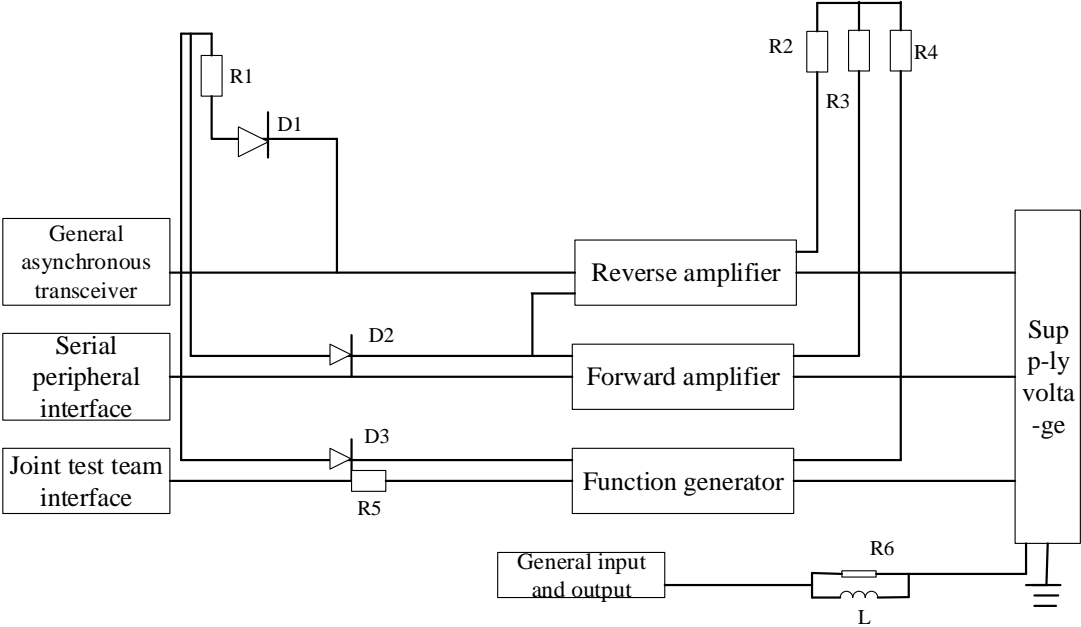 R1
D1
R2
R3
R4
General
asynchronous
transceiver
Reverse amplifier
Serial
peripheral
interface
D2
Forward amplifier
Sup
p-ly
volta
-ge
Joint test team
interface
D3
R5
Function generator
General input
and output
R6
L